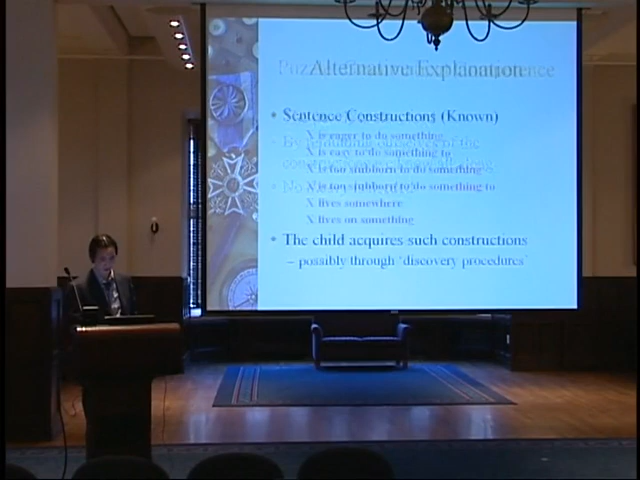 Alternative Explanation
• Sentence Constructions (Known)
X is eager to do something
X is easy to do something to
X is too stubborn to do something
X is too stubborn to do something to
X lives somewhere
X lives on something
• The child acquires such constructions
– possibly through ‘discovery procedures’